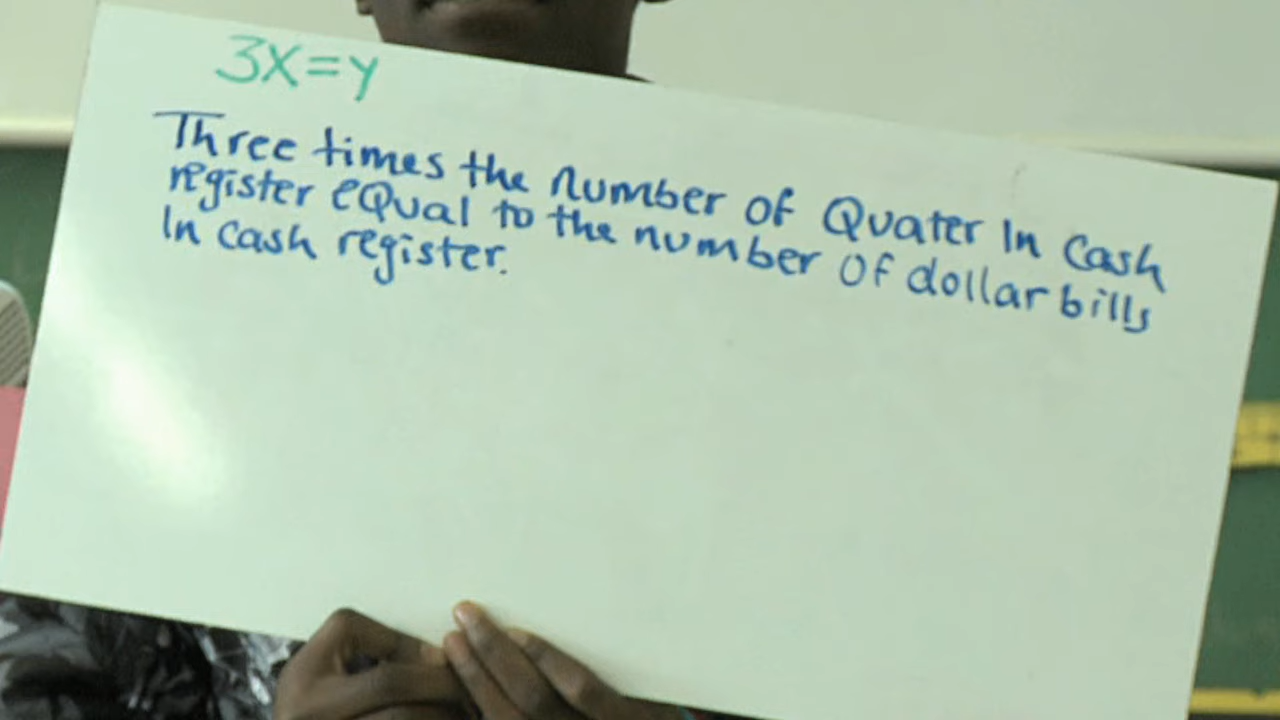 3X=y
Three times the number of Quater In Cash
register eQual to the number Of dollar bills
In cash register.